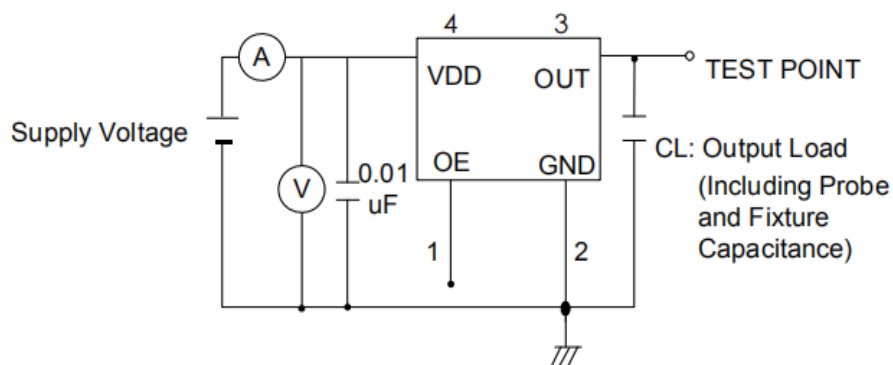 4
3
A
VDD
OUT
TEST POINT
Supply Voltage
V
0.01
uF
OE
GND
CL: Output Load
(Including Probe
and Fixture
Capacitance)
1
2